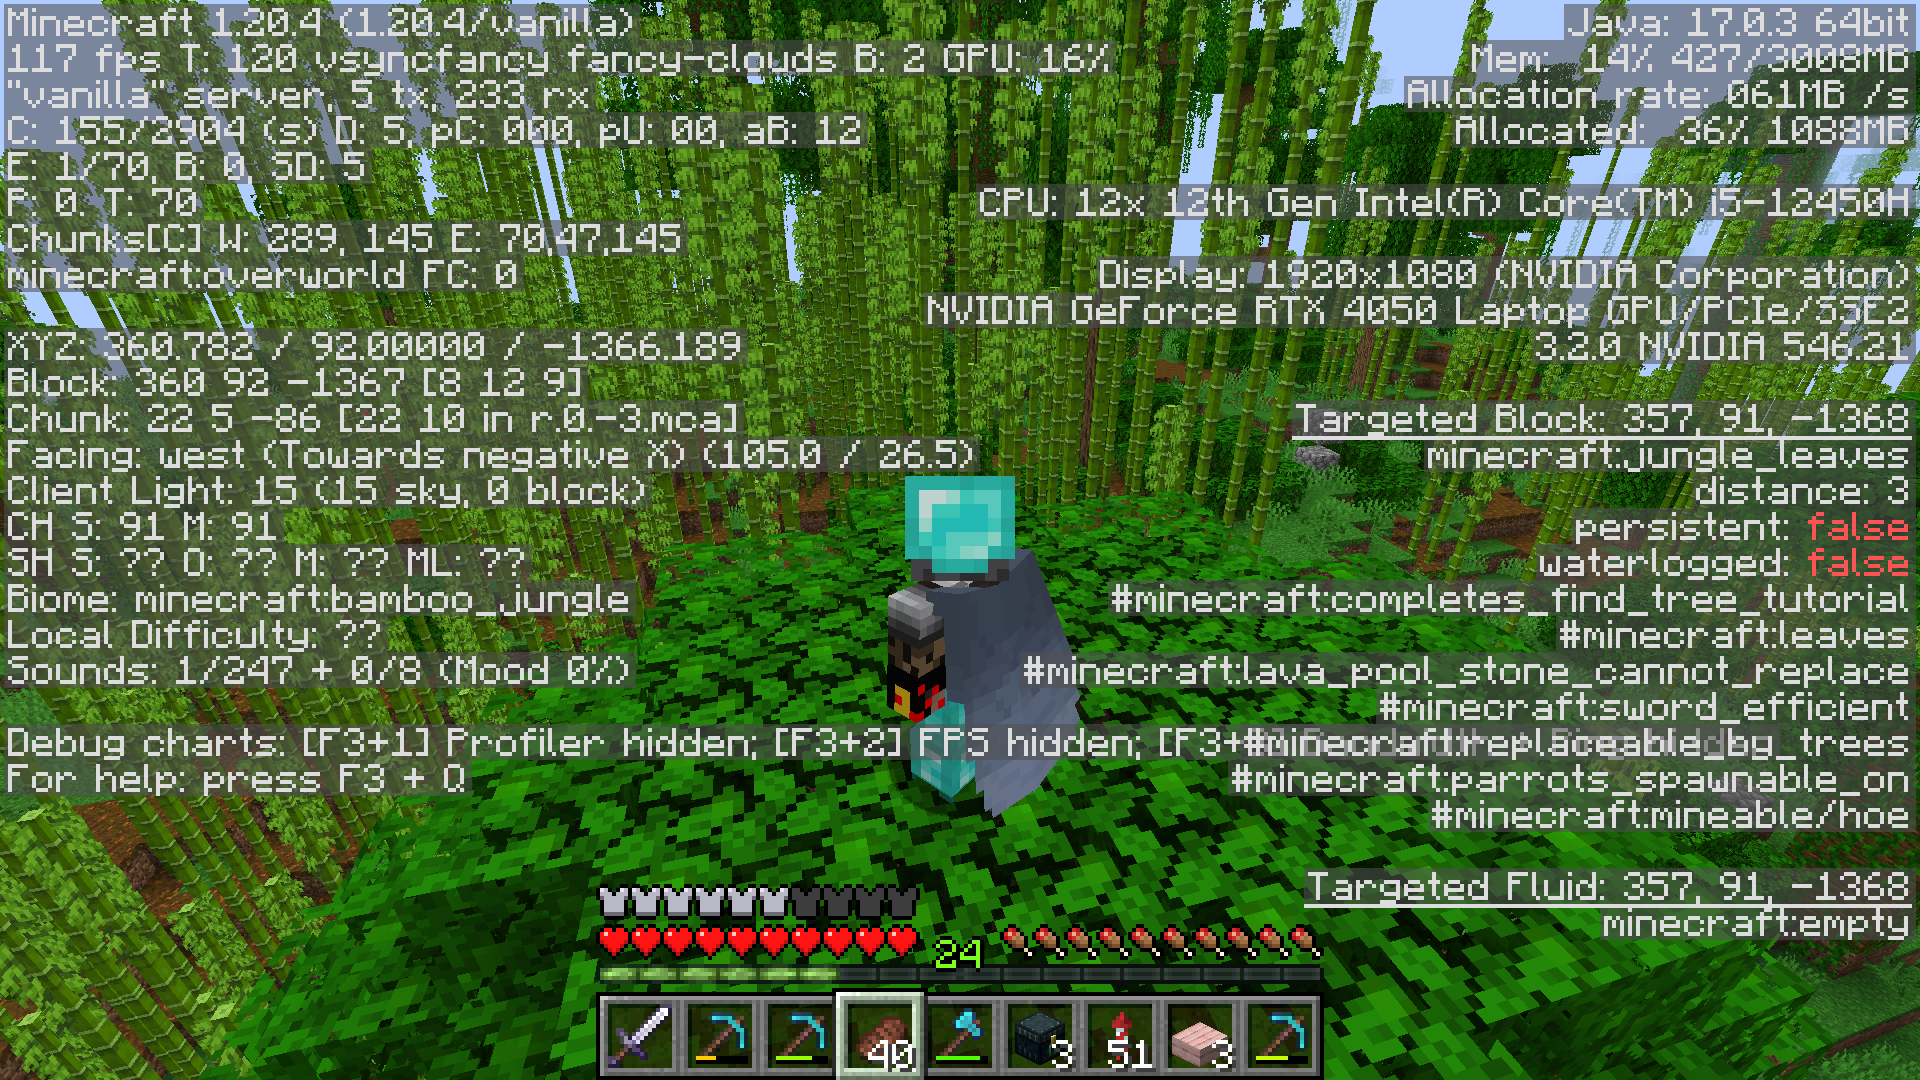 Minecraft 1.20.4 (1.20.4/vanilla)
117 fps T: 120 vsyncfancy fancy-clouds B: 2 GPU: 16%
"vanilla" server, 5 tx, 233 rx
C: 155/2904 (s) D: 5, pC: 000, pU: 00, aB: 12
E: 1/70, B: 0, SD: 5
P: 0. T: 70
Chunks[C] W: 289, 145 E: 70,47,145
minecraft:overworld FC: 0
XYZ: 360.782 / 92.00000 / -1366.189
Block: 360 92 -1367 [8 12 9]
Chunk: 22 5 -86 [22 10 in r.0.-3.mca]
Facing: west (Towards negative X) (105.0 / 26.5)
Client Light: 15 (15 sky, 0 block)
CH S: 91 M: 91
SH S: ?? O: ?? M: ?? ML: ??
Biome: minecraft:bamboo_jungle
Local Difficulty: ??
Sounds: 1/247 + 0/8 (Mood 0%)
Debug charts: [F3+1] Profiler hidden; [F3+2] FPS hidden; [F3+
For help: press F3 + Q
Java: 17.0.3 64bit
Mem: 14% 427/3008MB
Allocation rate: 061MB /s
Allocated: 36% 1088MB
CPU: 12x 12th Gen Intel(R) Core(TM) i5-12450H
Display: 1920x1080 (NVIDIA Corporation)
NVIDIA GeForce RTX 4050 Laptop GPU/PCIe/SSE2
3.2.0 NVIDIA 546.21
Targeted Block: 357, 91, -1368
minecraft:jungle_leaves
distance: 3
persistent: false
waterlogged: false
#minecraft:completes_find_tree_tutorial
#minecraft:leaves
#minecraft:lava_pool_stone_cannot_replace
#minecraft:sword_efficient
#minecraft:replaceable_by_trees
#minecraft:parrots_spawnable_on
#minecraft:mineable/hoe
Targeted Fluid: 357, 91, -1368
minecraft:empty
24
40 3 51 3